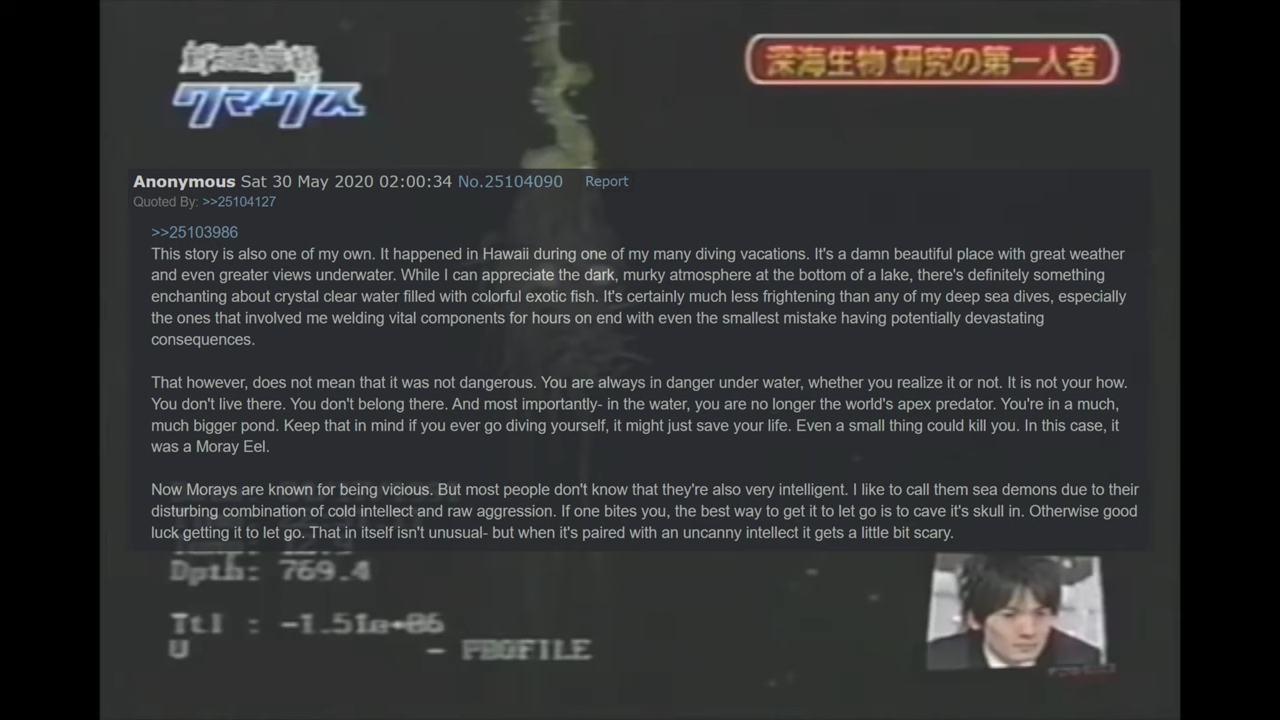 クマグス
深海生物 研究の第一人者
Anonymous Sat 30 May 2020 02:00:34 No.25104090 Report
Quoted By: >>25104127
>>25103986
This story is also one of my own. It happened in Hawaii during one of my many diving vacations. It's a damn beautiful place with great weather
and even greater views underwater. While I can appreciate the dark, murky atmosphere at the bottom of a lake, there's definitely something
enchanting about crystal clear water filled with colorful exotic fish. It's certainly much less frightening than any of my deep sea dives, especially
the ones that involved me welding vital components for hours on end with even the smallest mistake having potentially devastating
consequences.
That however, does not mean that it was not dangerous. You are always in danger under water, whether you realize it or not. It is not your how.
You don't live there. You don't belong there. And most importantly- in the water, you are no longer the world's apex predator. You're in a much,
much bigger pond. Keep that in mind if you ever go diving yourself, it might just save your life. Even a small thing could kill you. In this case, it
was a Moray Eel.
Now Morays are known for being vicious. But most people don't know that they're also very intelligent. I like to call them sea demons due to their
disturbing combination of cold intellect and raw aggression. If one bites you, the best way to get it to let go is to cave it's skull in. Otherwise good
luck getting it to let go. That in itself isn't unusual- but when it's paired with an uncanny intellect it gets a little bit scary.
Dpth: 769.4
Ttl : -1.51e+06
U - PROFILE